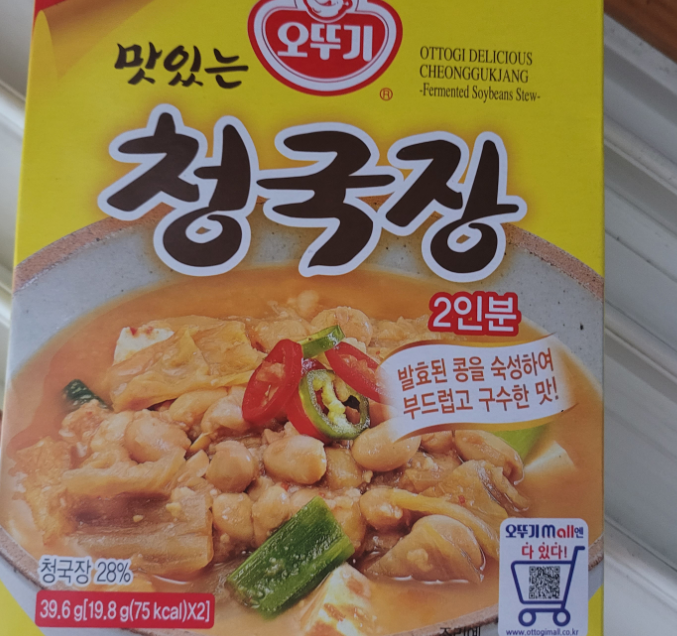 오뚜기
®
맛있는
OTTOGI DELICIOUS
CHEONGGUKJANG
-Fermented Soybeans Stew-
청국장
2인분
발효된 콩을 숙성하여
부드럽고 구수한 맛!
청국장 28%
39.6 g[19.8 g(75 kcal)X2]
오뚜기mall엔
다 있다!
www.ottogimall.co.kr